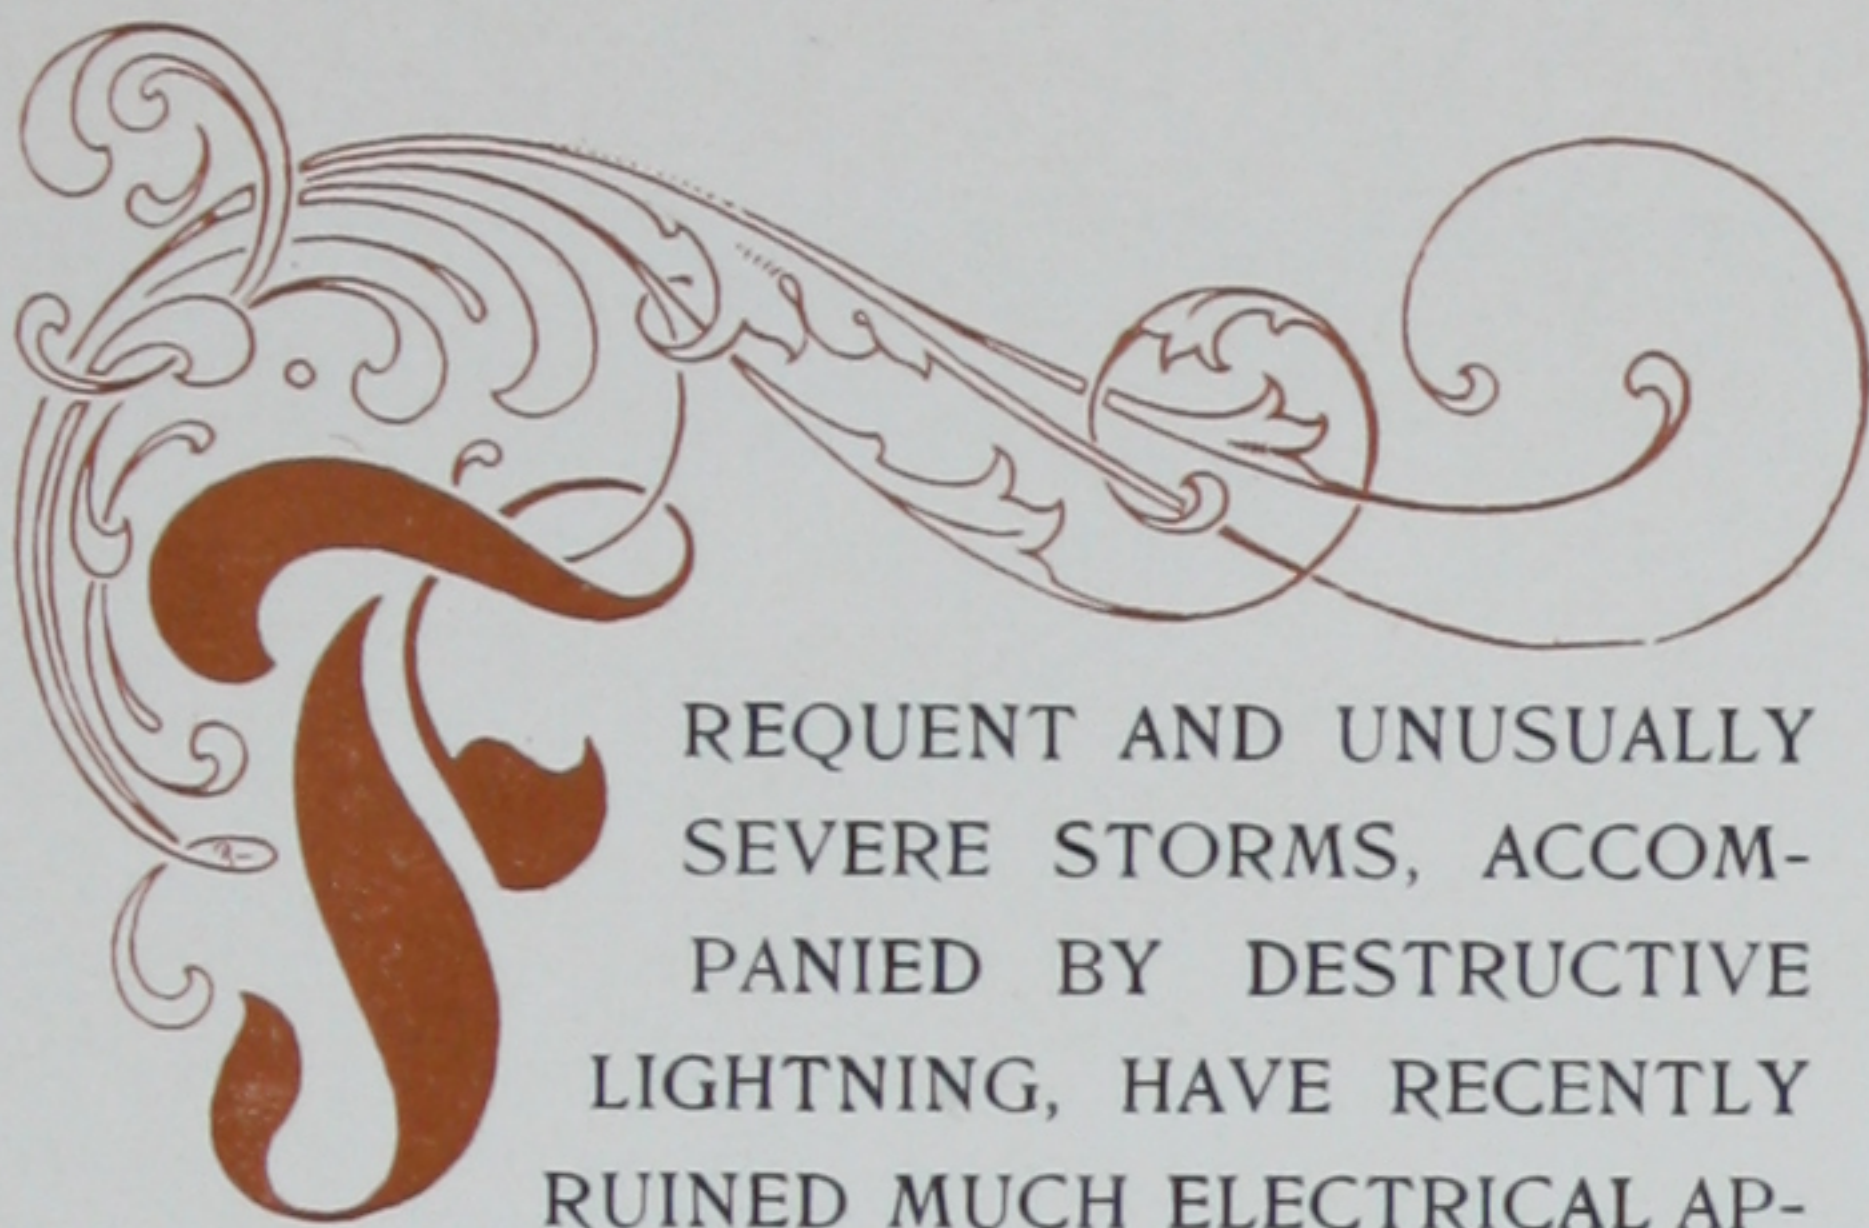 FREQUENT AND UNUSUALLY
SEVERE STORMS, ACCOM-
PANIED BY DESTRUCTIVE
LIGHTNING, HAVE RECENTLY
RUINED MUCH ELECTRICAL AP-